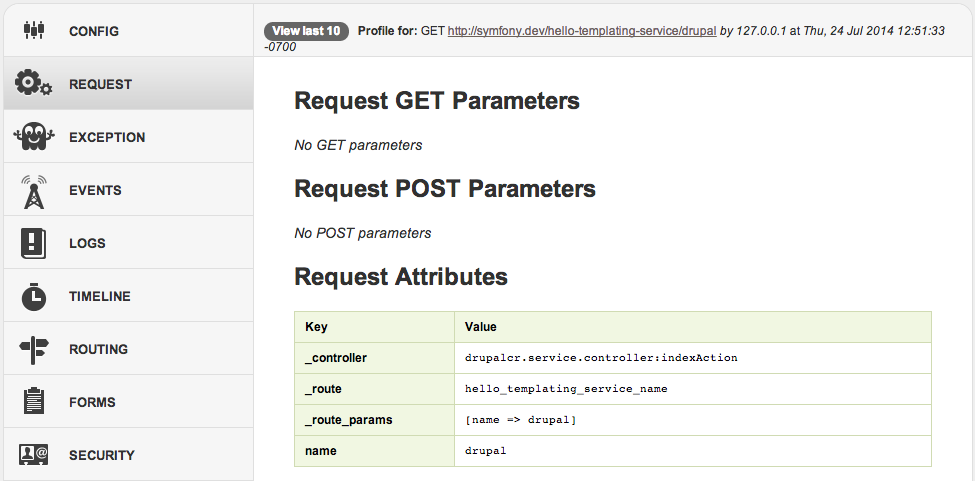 CONFIG
REQUEST
EXCEPTION
EVENTS
LOGS
TIMELINE
ROUTING
FORMS
SECURITY
View last 10 Profile for: GET http://symfony.dev/hello-templating-service/drupal by 127.0.0.1 at Thu, 24 Jul 2014 12:51:33
-0700
Request GET Parameters
No GET parameters
Request POST Parameters
No POST parameters
Request Attributes
Key Value
_controller drupalcr.service.controller:indexAction
_route hello_templating_service_name
_route_params [name => drupal]
name drupal